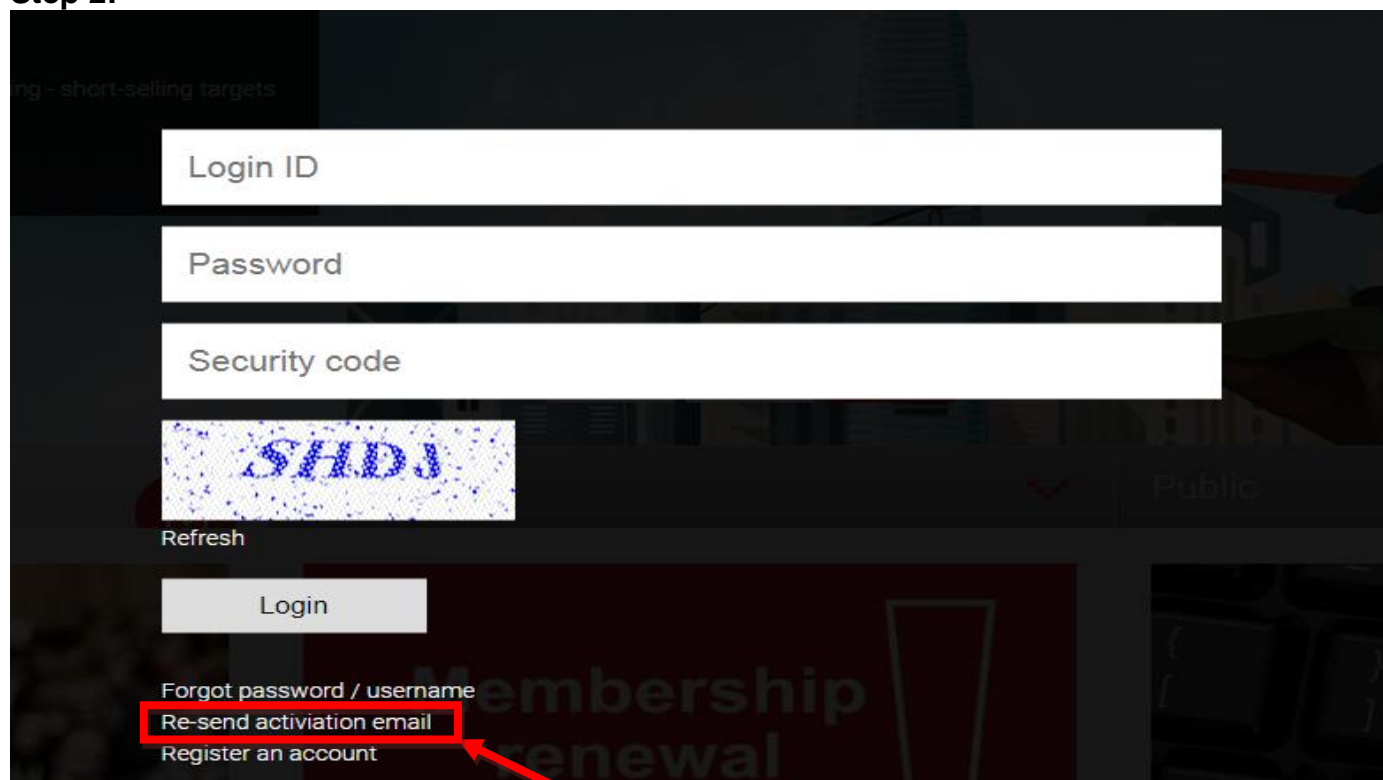 Step 2:
ng - short-selling targets
Login ID
Password
Security code
SHDJ
Public
Refresh
Login
Membership
renewal
Forgot password / username
Re-send activiation email
Register an account